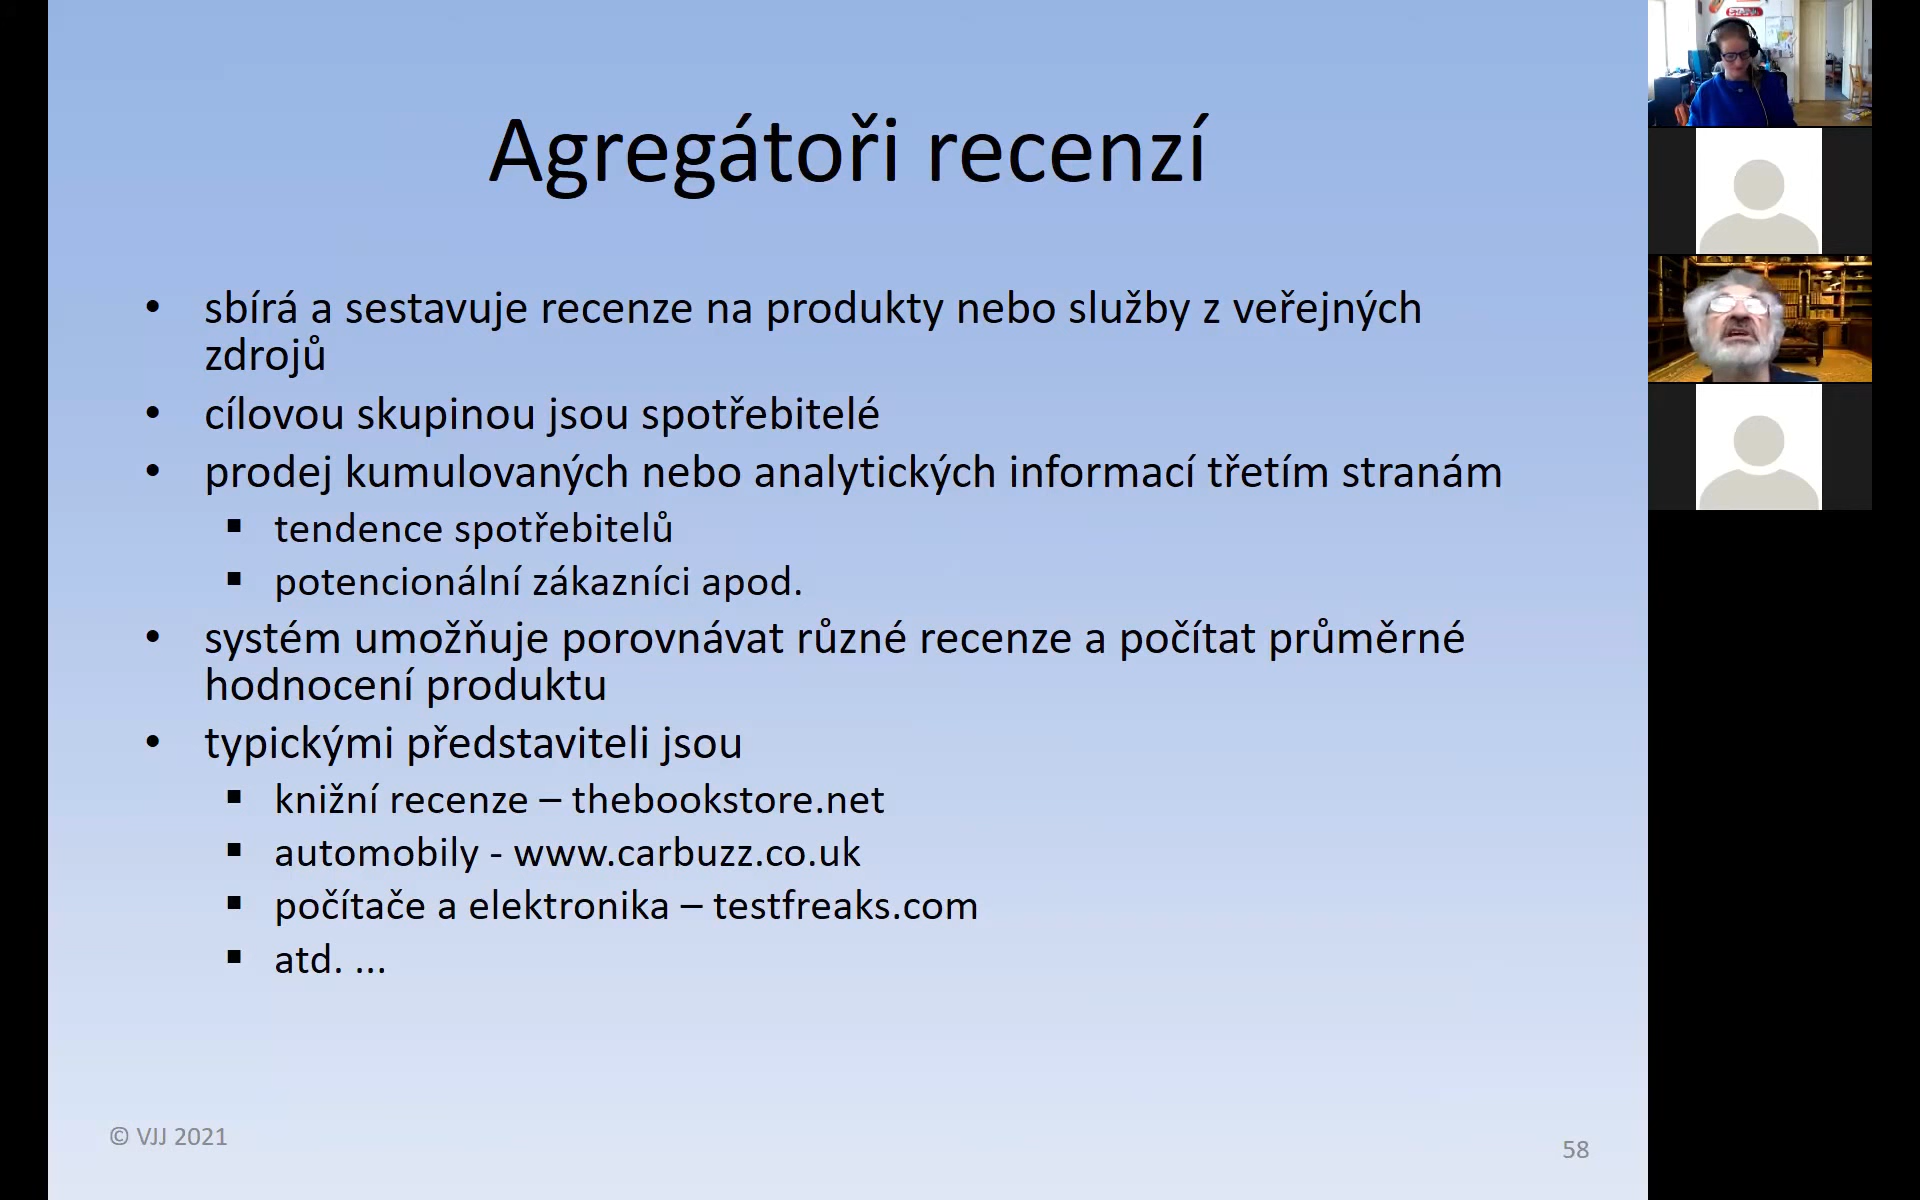 Agregátoři recenzí
• sbírá a sestavuje recenze na produkty nebo služby z veřejných
zdrojů
• cílovou skupinou jsou spotřebitelé
• prodej kumulovaných nebo analytických informací třetím stranám
▪ tendence spotřebitelů
▪ potencionální zákazníci apod.
• systém umožňuje porovnávat různé recenze a počítat průměrné
hodnocení produktu
• typickými představiteli jsou
▪ knižní recenze – thebookstore.net
▪ automobily - www.carbuzz.co.uk
▪ počítače a elektronika – testfreaks.com
▪ atd. ...
© VJJ 2021
58